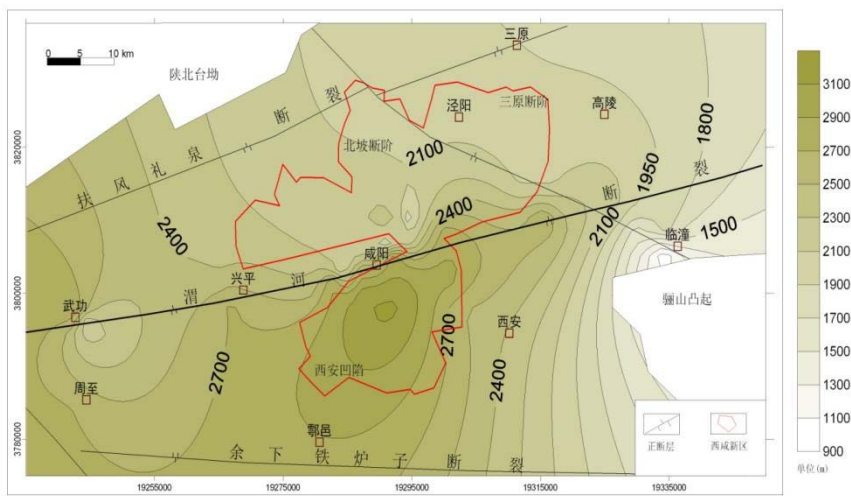 0 5 10 km
陕北台坳
三原
泾阳
三原断阶
高陵
1800
扶风礼泉断裂
北坡断阶
2100
1950
2400
2400
2100
断裂
1500
临潼
咸阳
兴平
渭河
武功
骊山凸起
西安
2700
2700
2400
西安凹陷
周至
鄠邑
余下铁炉子断裂
正断层
西咸新区
3820000
3800000
3780000
19255000 19275000 19295000 19315000 19335000
3100
2900
2700
2500
2300
2100
1900
1700
1500
1300
1100
900
单位(m)